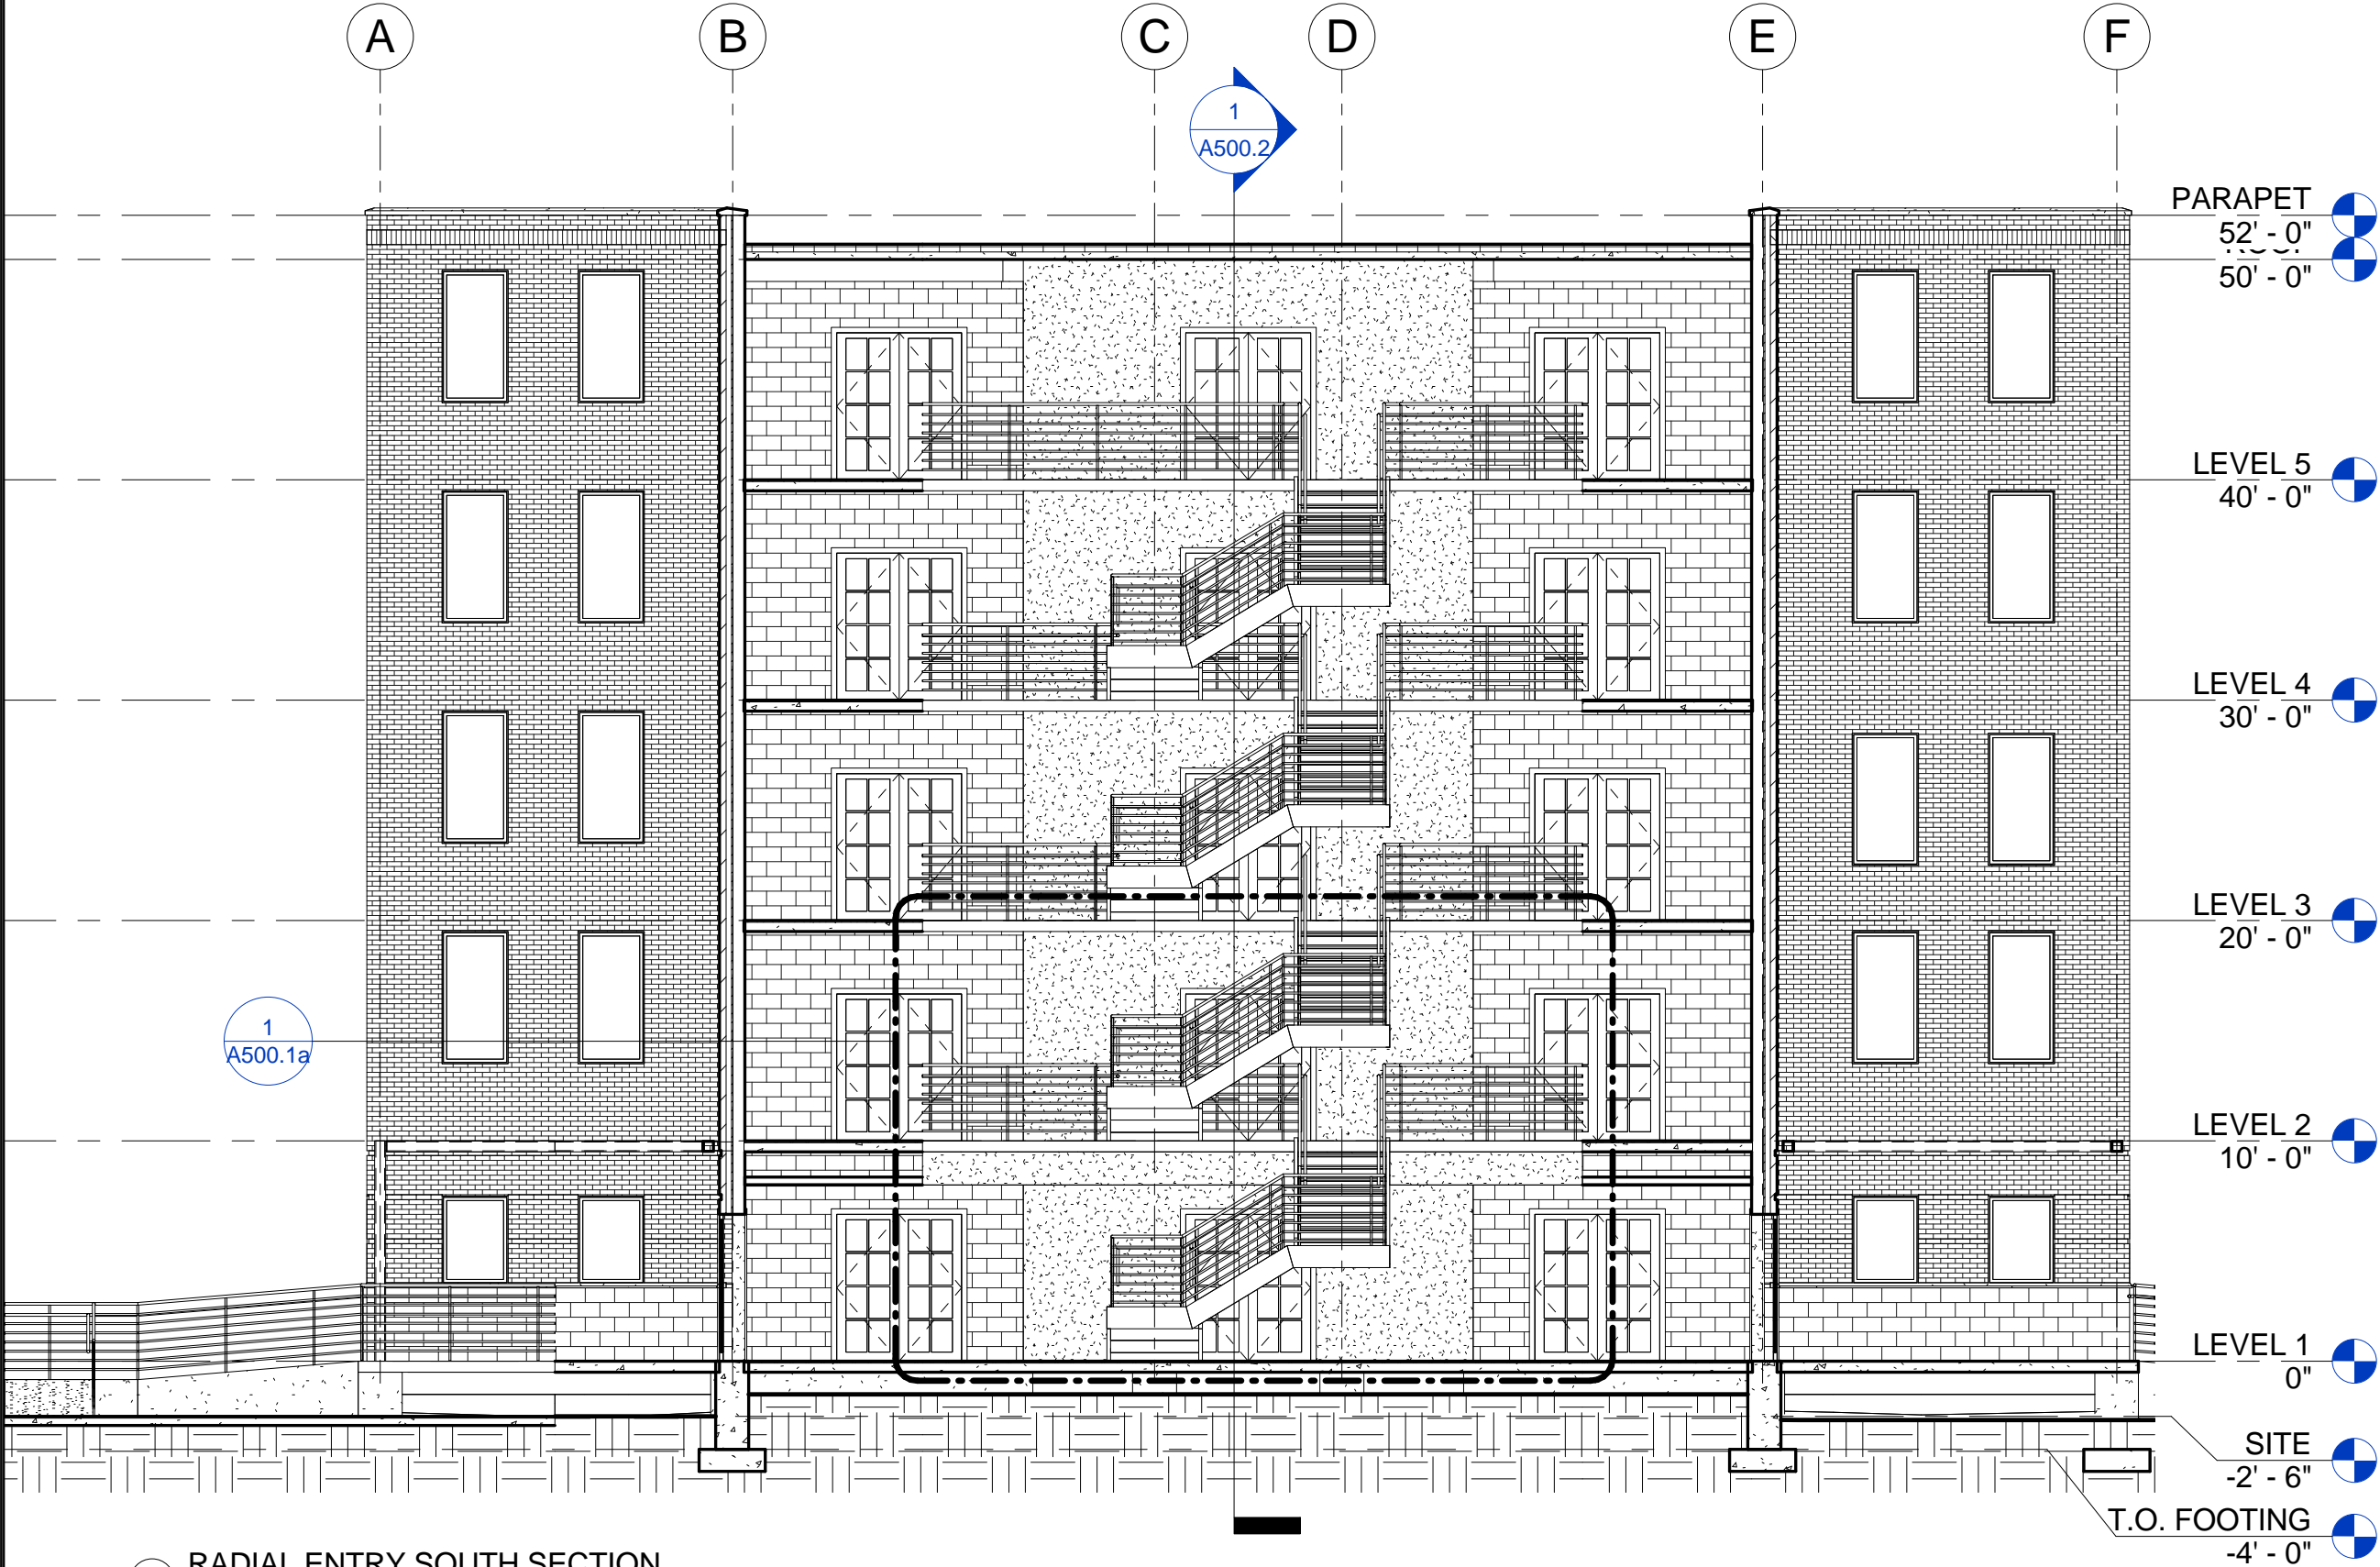 A B C D E F
1
A500.2
PARAPET
52' - 0"
50' - 0"
LEVEL 5
40' - 0"
LEVEL 4
30' - 0"
LEVEL 3
20' - 0"
1
A500.1a
LEVEL 2
10' - 0"
LEVEL 1
0"
SITE
-2' - 6"
T.O. FOOTING
-4' - 0"
RADIAL ENTRY SOUTH SECTION